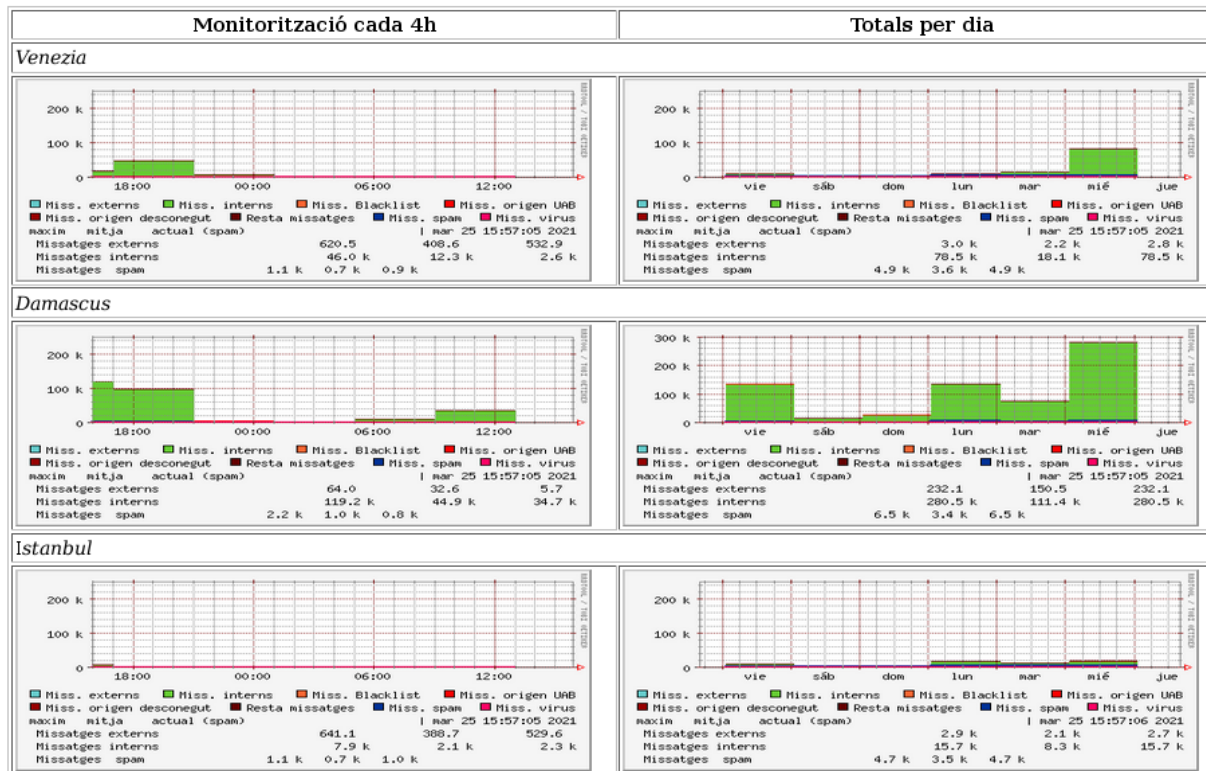 Monitorització cada 4h
Totals per dia
Venezia
200 k
100 k
0
18:00 00:00 06:00 12:00
Miss. externs Miss. interns Miss. Blacklist Miss. origen UAB
Miss. origen desconegut Resta missatges Miss. spam Miss. virus
maxim mitja actual (spam) | mar 25 15:57:05 2021
Missatges externs 620.5 408.6 532.9
Missatges interns 46.0 k 12.3 k 2.6 k
Missatges spam 1.1 k 0.7 k 0.9 k
200 k
100 k
0
vie sáb dom lun mar mié jue
Miss. externs Miss. interns Miss. Blacklist Miss. origen UAB
Miss. origen desconegut Resta missatges Miss. spam Miss. virus
maxim mitja actual (spam) | mar 25 15:57:05 2021
Missatges externs 3.0 k 2.2 k 2.8 k
Missatges interns 78.5 k 18.1 k 78.5 k
Missatges spam 4.9 k 3.6 k 4.9 k
Damascus
200 k
100 k
0
18:00 00:00 06:00 12:00
Miss. externs Miss. interns Miss. Blacklist Miss. origen UAB
Miss. origen desconegut Resta missatges Miss. spam Miss. virus
maxim mitja actual (spam) | mar 25 15:57:05 2021
Missatges externs 64.0 32.6 5.7
Missatges interns 119.2 k 44.9 k 34.7 k
Missatges spam 2.2 k 1.0 k 0.8 k
300 k
200 k
100 k
0
vie sáb dom lun mar mié jue
Miss. externs Miss. interns Miss. Blacklist Miss. origen UAB
Miss. origen desconegut Resta missatges Miss. spam Miss. virus
maxim mitja actual (spam) | mar 25 15:57:05 2021
Missatges externs 232.1 150.5 232.1
Missatges interns 280.5 k 111.4 k 280.5 k
Missatges spam 6.5 k 3.4 k 6.5 k
Istanbul
200 k
100 k
0
18:00 00:00 06:00 12:00
Miss. externs Miss. interns Miss. Blacklist Miss. origen UAB
Miss. origen desconegut Resta missatges Miss. spam Miss. virus
maxim mitja actual (spam) | mar 25 15:57:05 2021
Missatges externs 641.1 388.7 529.6
Missatges interns 7.9 k 2.1 k 2.3 k
Missatges spam 1.1 k 0.7 k 1.0 k
200 k
100 k
0
vie sáb dom lun mar mié jue
Miss. externs Miss. interns Miss. Blacklist Miss. origen UAB
Miss. origen desconegut Resta missatges Miss. spam Miss. virus
maxim mitja actual (spam) | mar 25 15:57:06 2021
Missatges externs 2.9 k 2.1 k 2.7 k
Missatges interns 15.7 k 8.3 k 15.7 k
Missatges spam 4.7 k 3.5 k 4.7 k